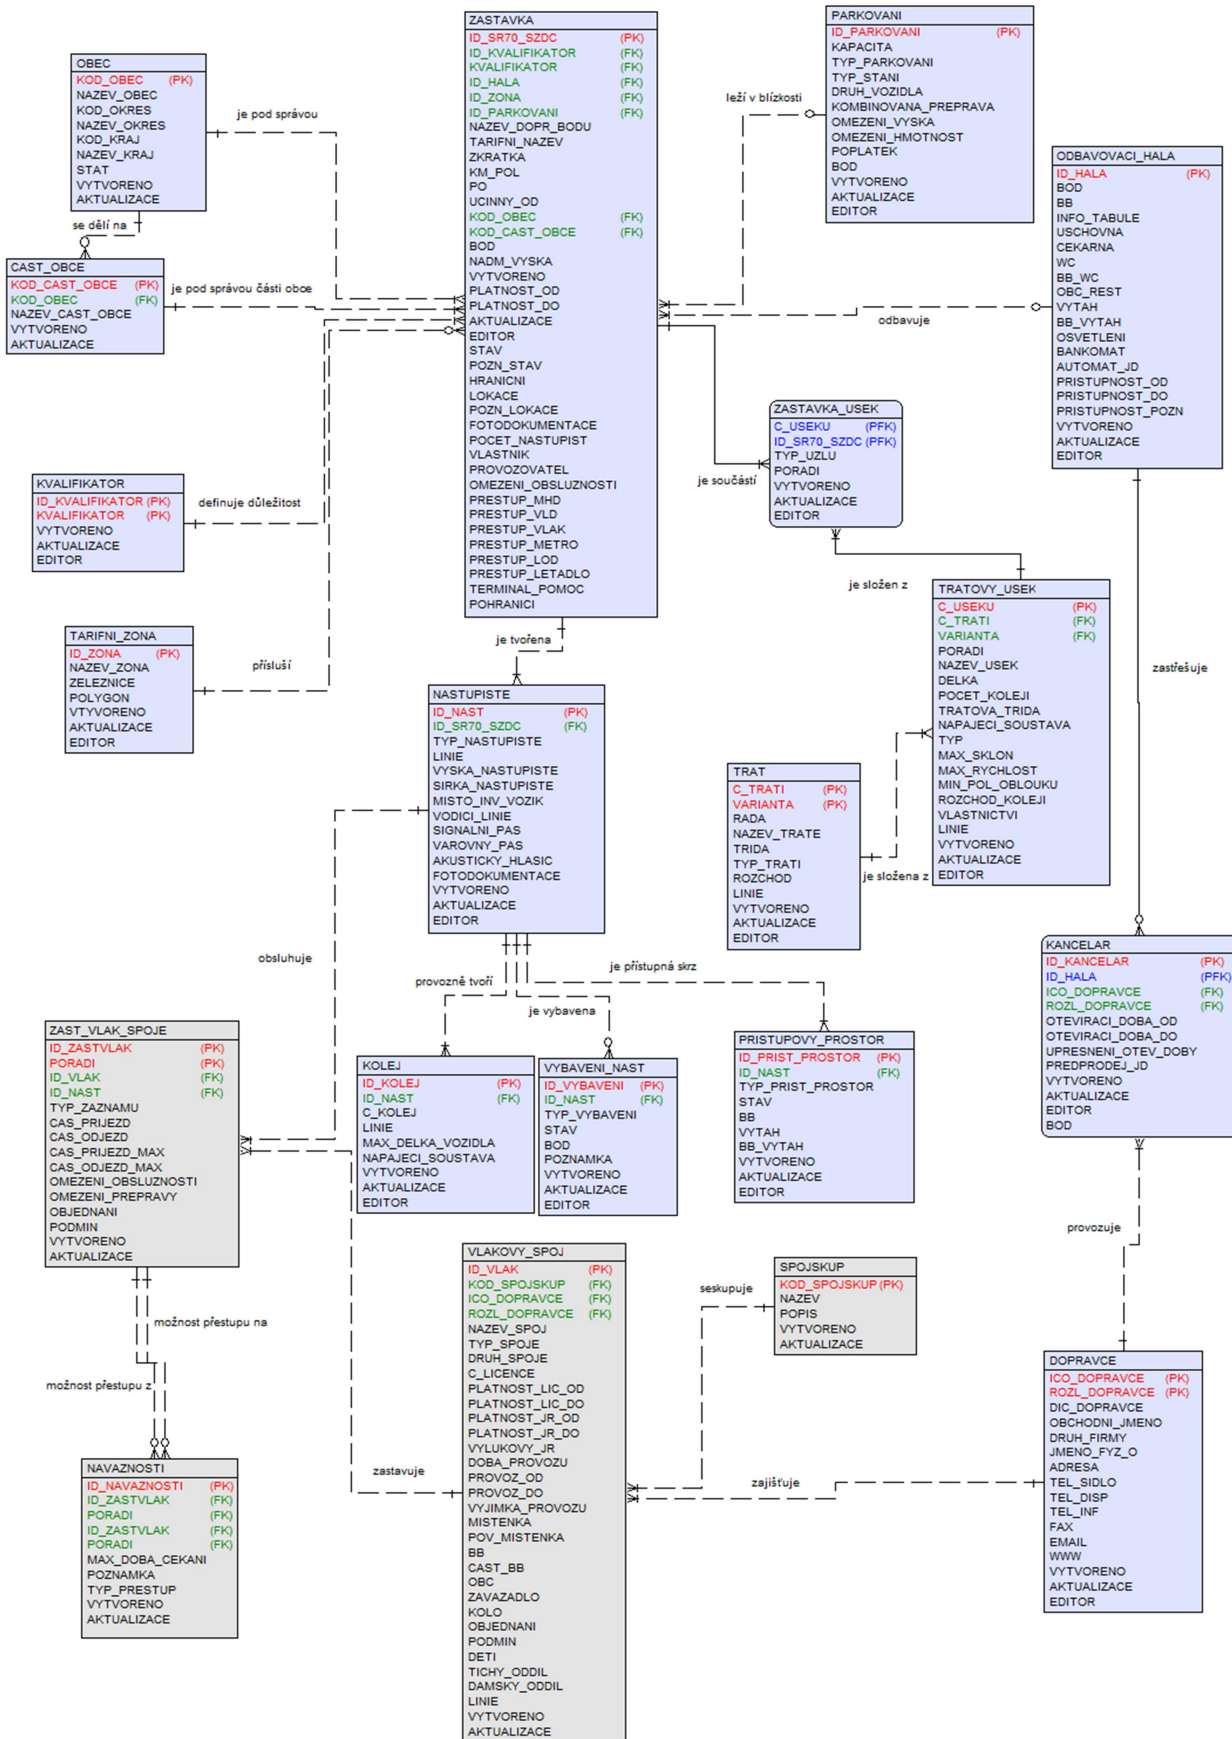 ZASTAVKA
ID_SR70_SZDC (PK)
ID_KVALIFIKATOR (FK)
KVALIFIKATOR (FK)
ID_HALA (FK)
ID_ZONA (FK)
ID_PARKOVANI (FK)
NAZEV_DOPR_BODU
TARIFNI_NAZEV
ZKRATKA
KM_POL
PO
UCINNY_OD
KOD_OBEC (FK)
KOD_CAST_OBCE (FK)
BOD
NADM_VYSKA
VYTVORENO
PLATNOST_OD
PLATNOST_DO
AKTUALIZACE
EDITOR
STAV
POZN_STAV
HRANICNI
LOKACE
POZN_LOKACE
FOTODOKUMENTACE
POCET_NASTUPIST
VLASTNIK
PROVOZOVATEL
OMEZENI_OBSLUZNOSTI
PRESTUP_MHD
PRESTUP_VLD
PRESTUP_VLAK
PRESTUP_METRO
PRESTUP_LOD
PRESTUP_LETADLO
TERMINAL_POMOC
POHRANICI
PARKOVANI
ID_PARKOVANI (PK)
KAPACITA
TYP_PARKOVANI
TYP_STANI
DRUH_VOZIDLA
KOMBINOVANA_PREPRAVA
OMEZENI_VYSKA
OMEZENI_HMOTNOST
POPLATEK
BOD
VYTVORENO
AKTUALIZACE
EDITOR
OBEC
KOD_OBEC (PK)
NAZEV_OBEC
KOD_OKRES
NAZEV_OKRES
KOD_KRAJ
NAZEV_KRAJ
STAT
VYTVORENO
AKTUALIZACE
je pod správou
leží v blízkosti
se dělí na
CAST_OBCE
KOD_CAST_OBCE (PK)
KOD_OBEC (FK)
NAZEV_CAST_OBCE
VYTVORENO
AKTUALIZACE
je pod správou části obce
odbavuje
ODBAVOVACI_HALA
ID_HALA (PK)
BOD
BB
INFO_TABULE
USCHOVNA
CEKARNA
WC
BB_WC
OBC_REST
VYTAH
BB_VYTAH
OSVETLENI
BANKOMAT
AUTOMAT_JD
PRISTUPNOST_OD
PRISTUPNOST_DO
PRISTUPNOST_POZN
VYTVORENO
AKTUALIZACE
EDITOR
ZASTAVKA_USEK
C_USEKU (PFK)
ID_SR70_SZDC (PFK)
TYP_UZLU
PORADI
VYTVORENO
AKTUALIZACE
EDITOR
je součástí
KVALIFIKATOR
ID_KVALIFIKATOR (PK)
KVALIFIKATOR (PK)
VYTVORENO
AKTUALIZACE
EDITOR
definuje důležitost
je složen z
TRATOVY_USEK
C_USEKU (PK)
C_TRATI (FK)
VARIANTA (FK)
PORADI
NAZEV_USEK
DELKA
POCET_KOLEJI
TRATOVA_TRIDA
NAPAJECI_SOUSTAVA
TYP
MAX_SKLON
MAX_RYCHLOST
MIN_POL_OBLOUKU
ROZCHOD_KOLEJI
VLASTNICTVI
LINIE
VYTVORENO
AKTUALIZACE
EDITOR
zastřešuje
TARIFNI_ZONA
ID_ZONA (PK)
NAZEV_ZONA
ZELEZNICE
POLYGON
VTYVORENO
AKTUALIZACE
EDITOR
přísluší
je tvořena
NASTUPISTE
ID_NAST (PK)
ID_SR70_SZDC (FK)
TYP_NASTUPISTE
LINIE
VYSKA_NASTUPISTE
SIRKA_NASTUPISTE
MISTO_INV_VOZIK
VODICI_LINIE
SIGNALNI_PAS
VAROVNY_PAS
AKUSTICKY_HLASIC
FOTODOKUMENTACE
VYTVORENO
AKTUALIZACE
EDITOR
TRAT
C_TRATI (PK)
VARIANTA (PK)
RADA
NAZEV_TRATE
TRIDA
TYP_TRATI
ROZCHOD
LINIE
VYTVORENO
AKTUALIZACE
EDITOR
je složena z
obsluhuje
provozně tvoří
je vybavena
je přístupná skrz
KANCELAR
ID_KANCELAR (PK)
ID_HALA (PFK)
ICO_DOPRAVCE (FK)
ROZL_DOPRAVCE (FK)
OTEVIRACI_DOBA_OD
OTEVIRACI_DOBA_DO
UPRESNENI_OTEV_DOBY
PREDPRODEJ_JD
VYTVORENO
AKTUALIZACE
EDITOR
BOD
ZAST_VLAK_SPOJE
ID_ZASTVLAK (PK)
PORADI (PK)
ID_VLAK (FK)
ID_NAST (FK)
TYP_ZAZNAMU
CAS_PRIJEZD
CAS_ODJEZD
CAS_PRIJEZD_MAX
CAS_ODJEZD_MAX
OMEZENI_OBSLUZNOSTI
OMEZENI_PREPRAVY
OBJEDNANI
PODMIN
VYTVORENO
AKTUALIZACE
KOLEJ
ID_KOLEJ (PK)
ID_NAST (FK)
C_KOLEJ
LINIE
MAX_DELKA_VOZIDLA
NAPAJECI_SOUSTAVA
VYTVORENO
AKTUALIZACE
EDITOR
VYBAVENI_NAST
ID_VYBAVENI (PK)
ID_NAST (FK)
TYP_VYBAVENI
STAV
BOD
POZNAMKA
VYTVORENO
AKTUALIZACE
EDITOR
PRISTUPOVY_PROSTOR
ID_PRIST_PROSTOR (PK)
ID_NAST (FK)
TYP_PRIST_PROSTOR
STAV
BB
VYTAH
BB_VYTAH
VYTVORENO
AKTUALIZACE
EDITOR
provozuje
možnost přestupu na
možnost přestupu z
VLAKOVY_SPOJ
ID_VLAK (PK)
KOD_SPOJSKUP (FK)
ICO_DOPRAVCE (FK)
ROZL_DOPRAVCE (FK)
NAZEV_SPOJ
TYP_SPOJE
DRUH_SPOJE
C_LICENCE
PLATNOST_LIC_OD
PLATNOST_LIC_DO
PLATNOST_JR_OD
PLATNOST_JR_DO
VYLUKOVY_JR
DOBA_PROVOZU
PROVOZ_OD
PROVOZ_DO
VYJIMKA_PROVOZU
MISTENKA
POV_MISTENKA
BB
CAST_BB
OBC
ZAVAZADLO
KOLO
OBJEDNANI
PODMIN
DETI
TICHY_ODDIL
DAMSKY_ODDIL
LINIE
VYTVORENO
AKTUALIZACE
seskupuje
SPOJSKUP
KOD_SPOJSKUP (PK)
NAZEV
POPIS
VYTVORENO
AKTUALIZACE
DOPRAVCE
ICO_DOPRAVCE (PK)
ROZL_DOPRAVCE (PK)
DIC_DOPRAVCE
OBCHODNI_JMENO
DRUH_FIRMY
JMENO_FYZ_O
ADRESA
TEL_SIDLO
TEL_DISP
TEL_INF
FAX
EMAIL
WWW
VYTVORENO
AKTUALIZACE
EDITOR
NAVAZNOSTI
ID_NAVAZNOSTI (PK)
ID_ZASTVLAK (FK)
PORADI (FK)
ID_ZASTVLAK (FK)
PORADI (FK)
MAX_DOBA_CEKANI
POZNAMKA
TYP_PRESTUP
VYTVORENO
AKTUALIZACE
zastavuje
zajišťuje